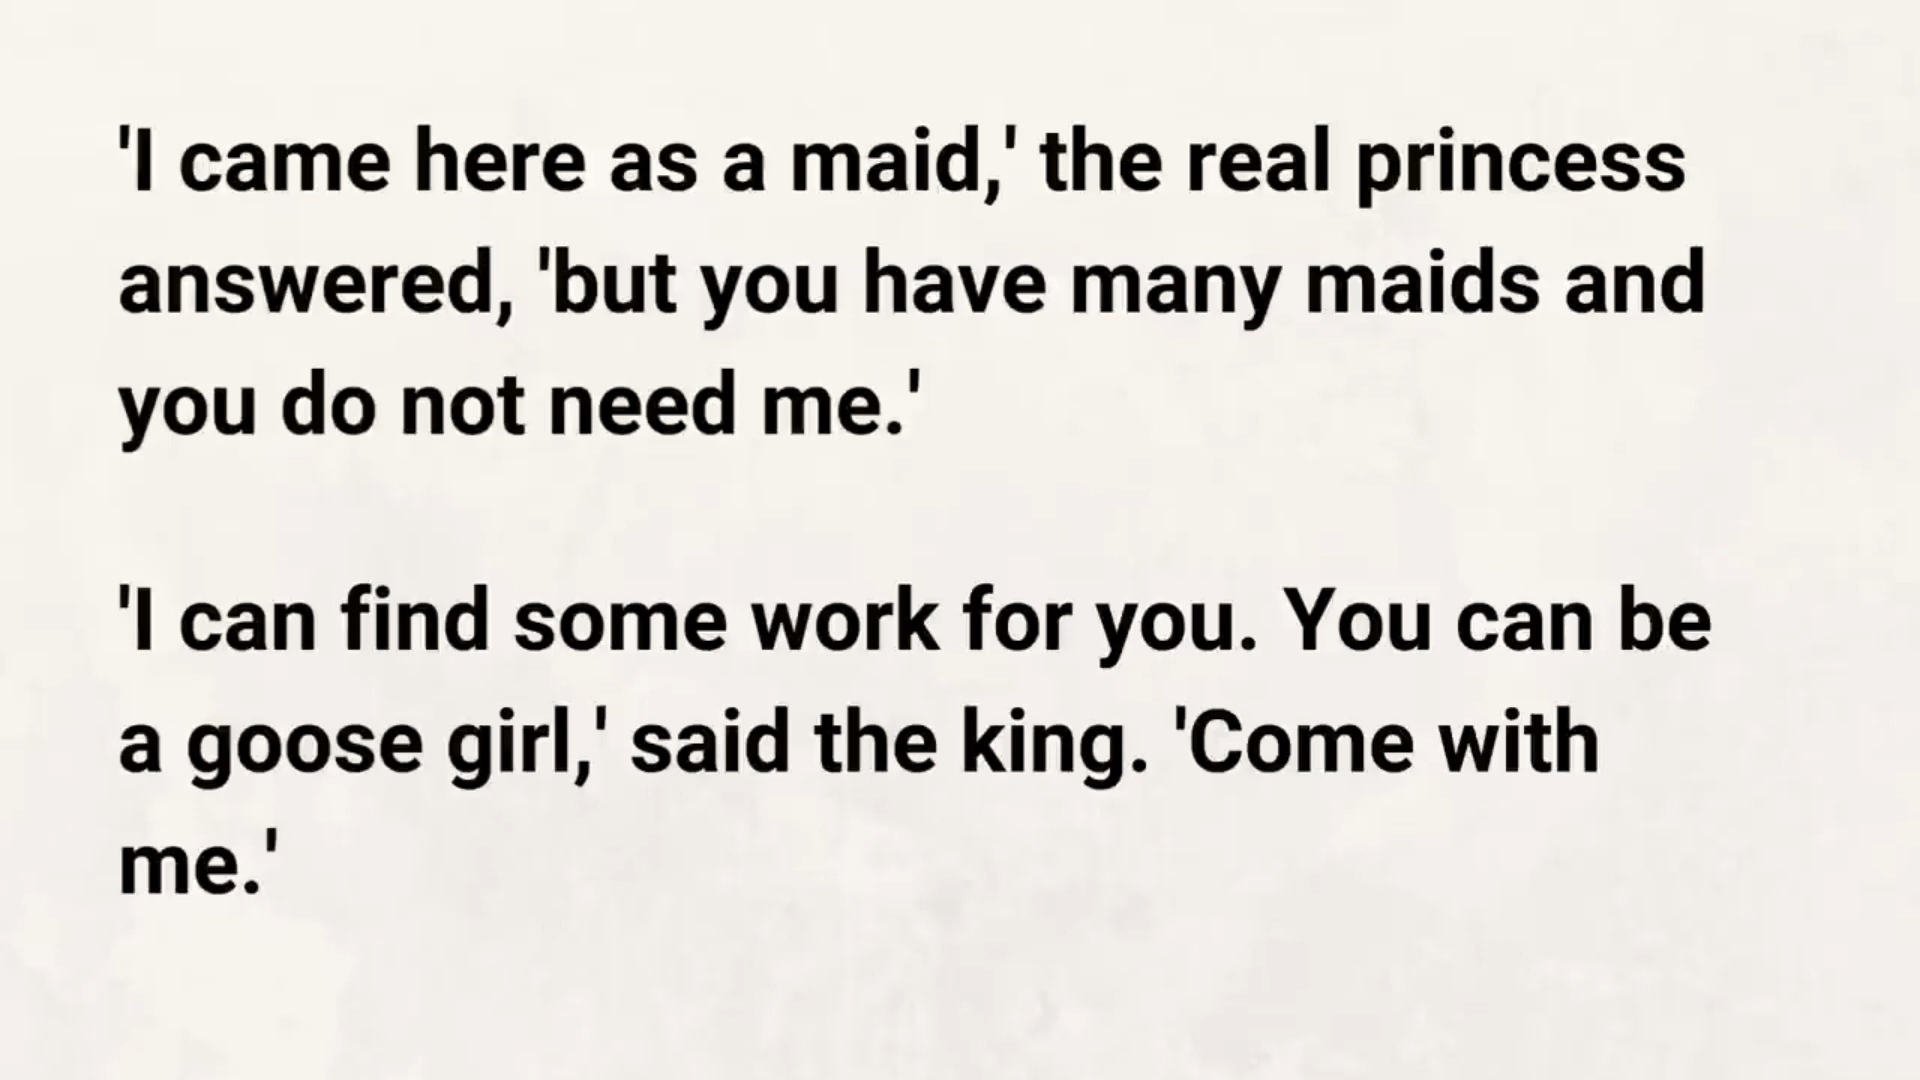 'I came here as a maid,' the real princess
answered, 'but you have many maids and
you do not need me.'
'I can find some work for you. You can be
a goose girl,' said the king. 'Come with
me.'